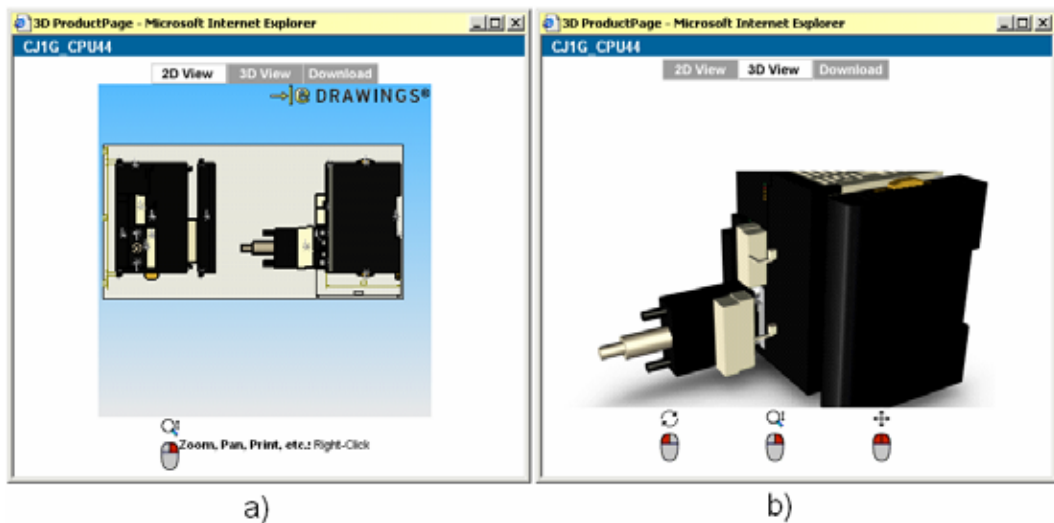 3D ProductPage - Microsoft Internet Explorer
CJ1G_CPU44
2D View 3D View Download
eDRAWINGS®
Zoom, Pan, Print, etc.: Right-Click
a)
3D ProductPage - Microsoft Internet Explorer
CJ1G_CPU44
2D View 3D View Download
b)